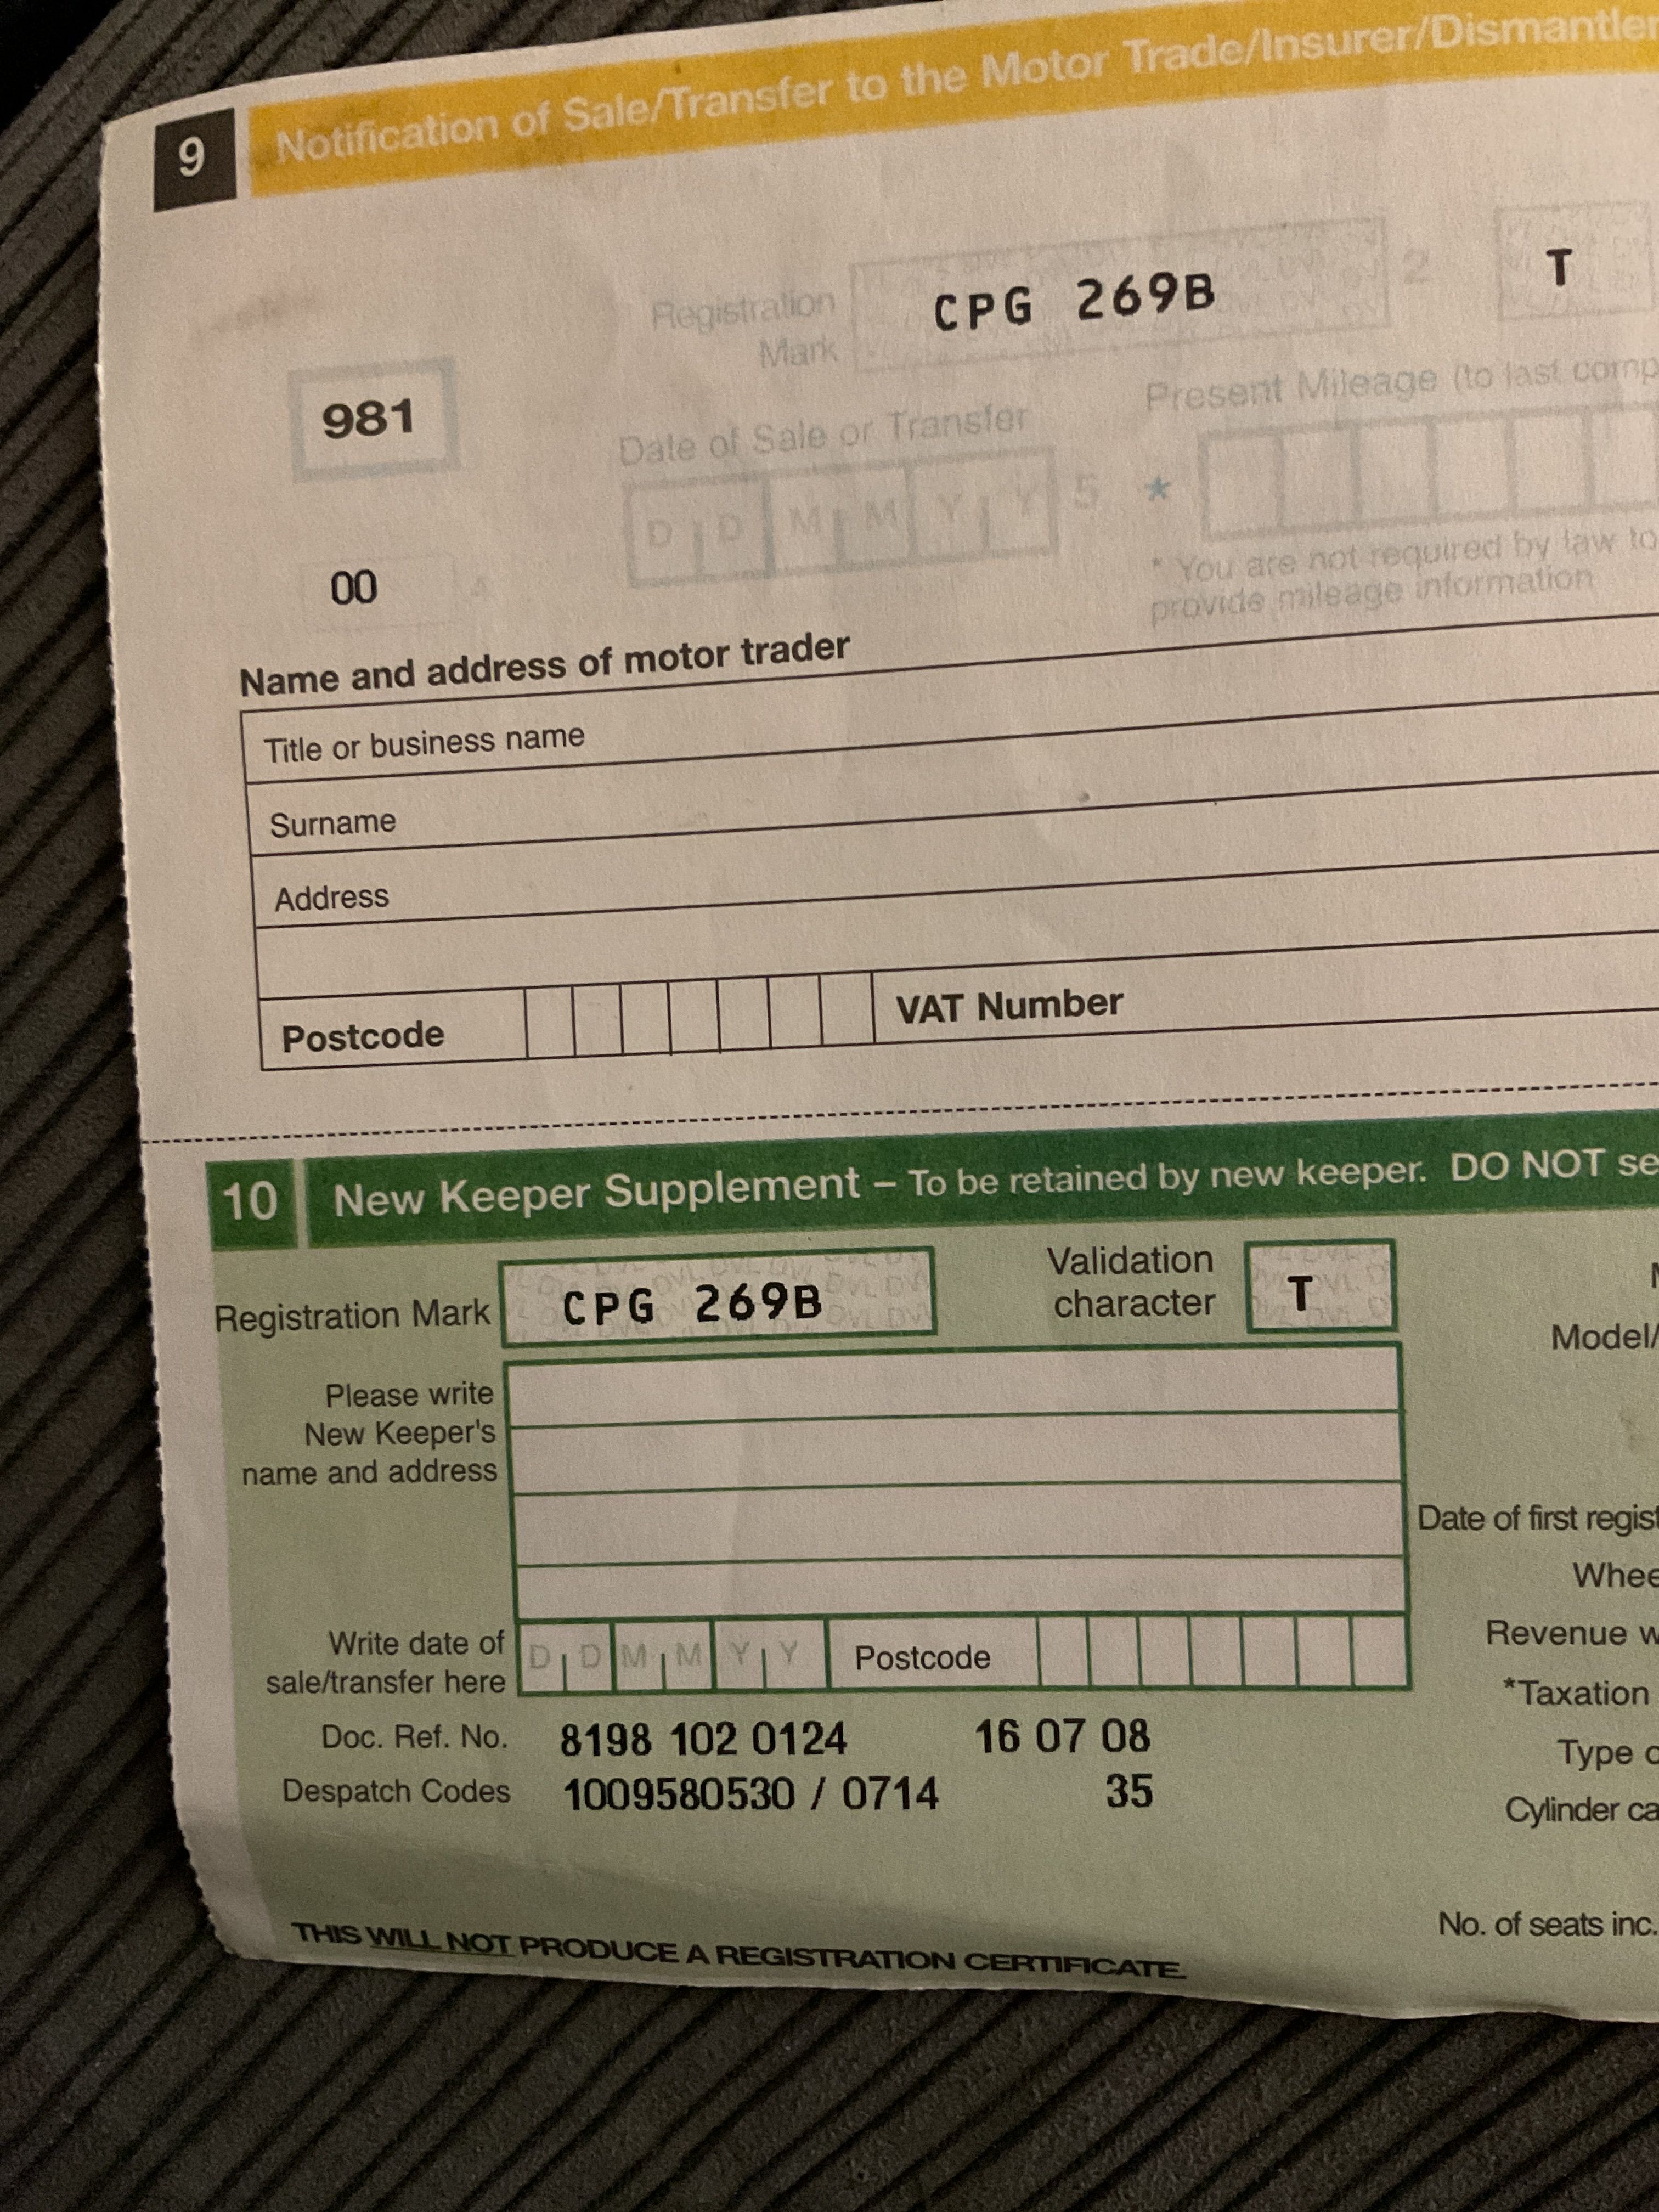 9 Notification of Sale/Transfer to the Motor Trade/Insurer/Dismantler
Registration Mark CPG 269B 2 T
981
Date of Sale or Transfer
D D M M Y Y 5
Present Mileage (to last comp
*
00 4
* You are not required by law to
provide mileage information
Name and address of motor trader
Title or business name
Surname
Address
Postcode VAT Number
10 New Keeper Supplement – To be retained by new keeper. DO NOT se
Registration Mark CPG 269B Validation character T
Please write
New Keeper's
name and address
Write date of
sale/transfer here
D D M M Y Y Postcode
Doc. Ref. No. 8198 102 0124 16 07 08
Despatch Codes 1009580530 / 0714 35
THIS WILL NOT PRODUCE A REGISTRATION CERTIFICATE.
Model/
Date of first regist
Whee
Revenue w
*Taxation
Type o
Cylinder ca
No. of seats inc.